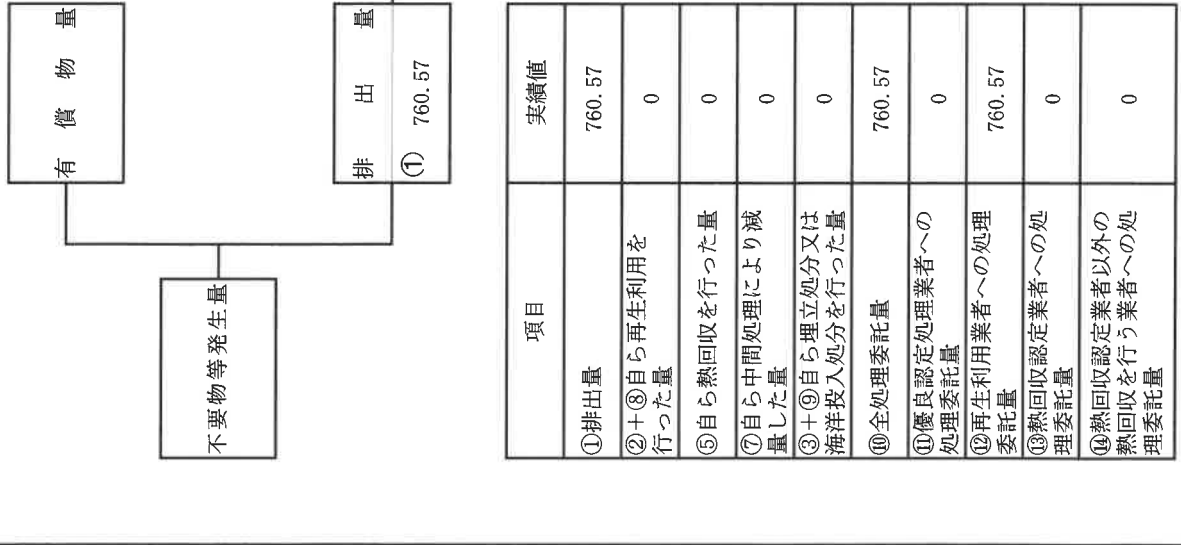 有償物量
不要物等発生量
排出量
① 760.57
項目 実績値
①排出量 760.57
②+⑧自ら再生利用を
行った量 0
⑤自ら熱回収を行った量 0
⑦自ら中間処理により減
量した量 0
③+⑨自ら埋立処分又は
海洋投入処分を行った量 0
⑩全処理委託量 760.57
⑪優良認定処理業者への
処理委託量 0
⑫再生利用業者への処理
委託量 760.57
⑬熱回収認定業者への処
理委託量 0
⑭熱回収認定業者以外の
熱回収を行う業者への処
理委託量 0